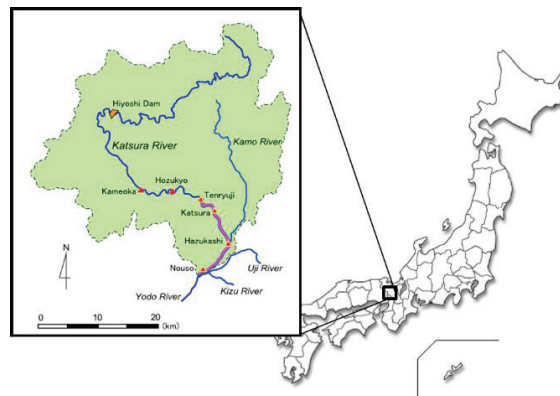 Hiyoshi Dam
Katsura River
Kamo River
Hozukyo
Kameoka
Tenryuji
Katsura
Hazukashi
Nouso
Uji River
Kizu River
Yodo River
N
0 10 20
(km)